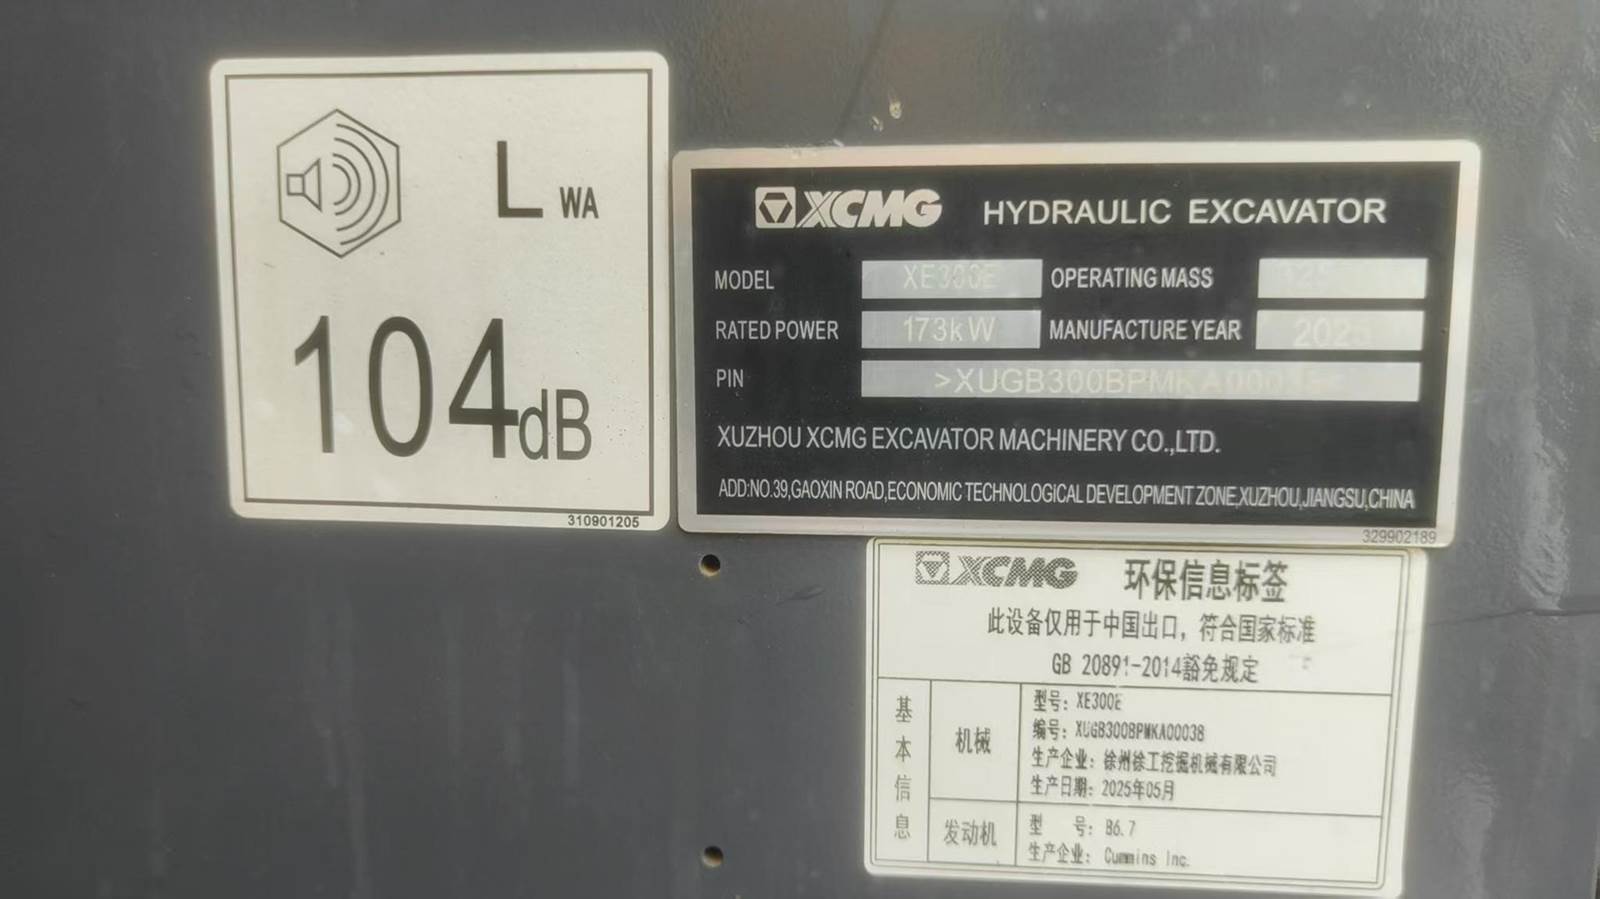 L WA
104dB
310901205
XCMG HYDRAULIC EXCAVATOR
MODEL XE300E OPERATING MASS
RATED POWER 173kW MANUFACTURE YEAR 2025
PIN
XUZHOU XCMG EXCAVATOR MACHINERY CO.,LTD.
ADD:NO.39,GAOXIN ROAD,ECONOMIC TECHNOLOGICAL DEVELOPMENT ZONE,XUZHOU,JIANGSU,CHINA
329902189
XCMG 环保信息标签
此设备仅用于中国出口，符合国家标准
GB 20891-2014豁免规定
基本信息
机械
型号：XE300E
编号：XUGB300BPMKA00038
生产企业：徐州徐工挖掘机械有限公司
生产日期：2025年05月
发动机
型 号：B6.7
生产企业：Cummins Inc.